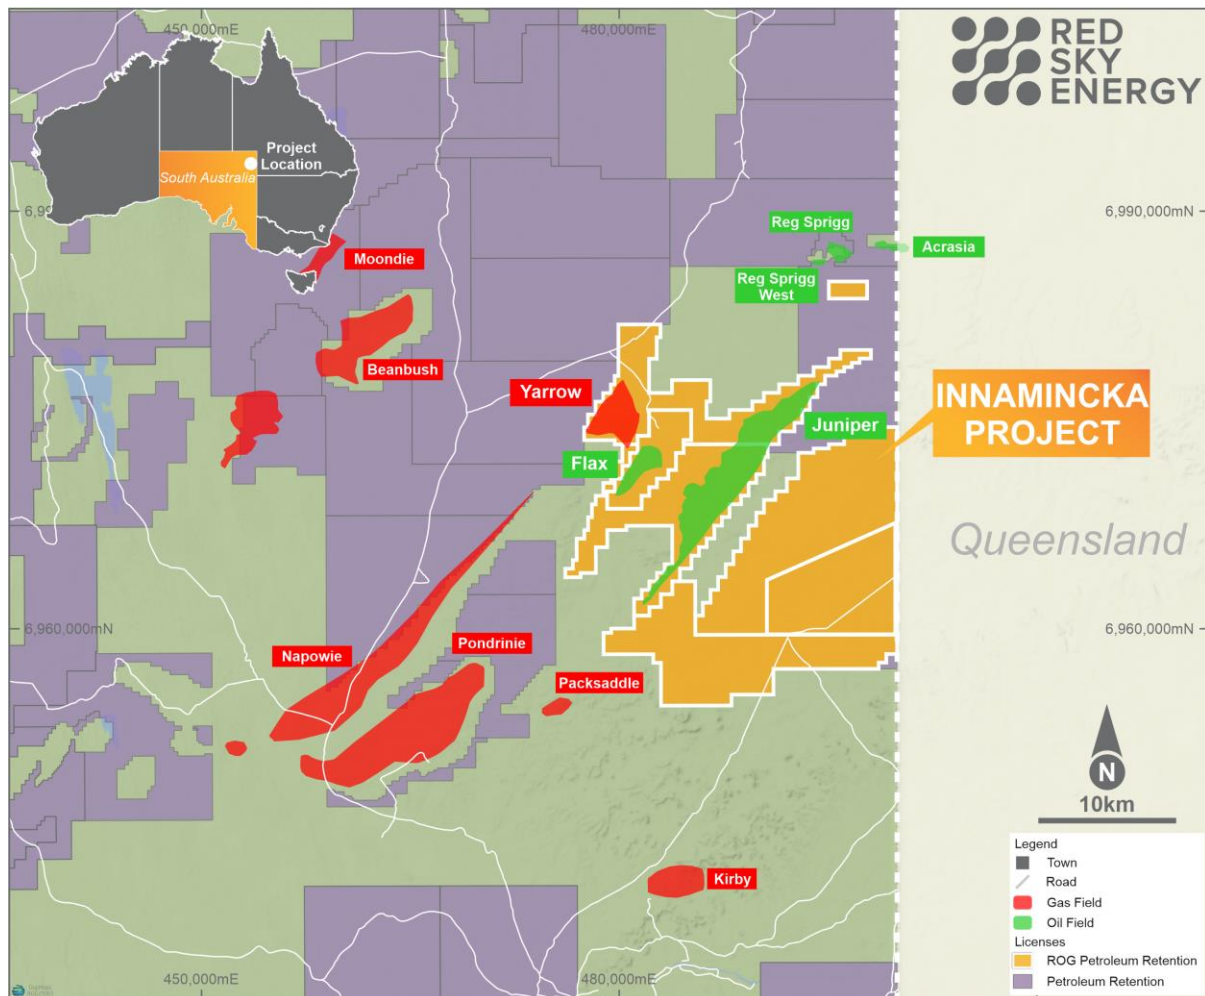 450,000mE
480,000mE
RED
SKY
ENERGY
Project
Location
South Australia
6,990,000mN
Reg Sprigg
Acrasia
Moondie
Reg Sprigg
West
Beanbush
Yarrow
INNAMINCKA
PROJECT
Juniper
Flax
Queensland
6,960,000mN
6,960,000mN
Napowie
Pondrinie
Packsaddle
N
10km
Legend
Town
Road
Gas Field
Oil Field
Licenses
ROG Petroleum Retention
Petroleum Retention
Kirby
450,000mE
480,000mE